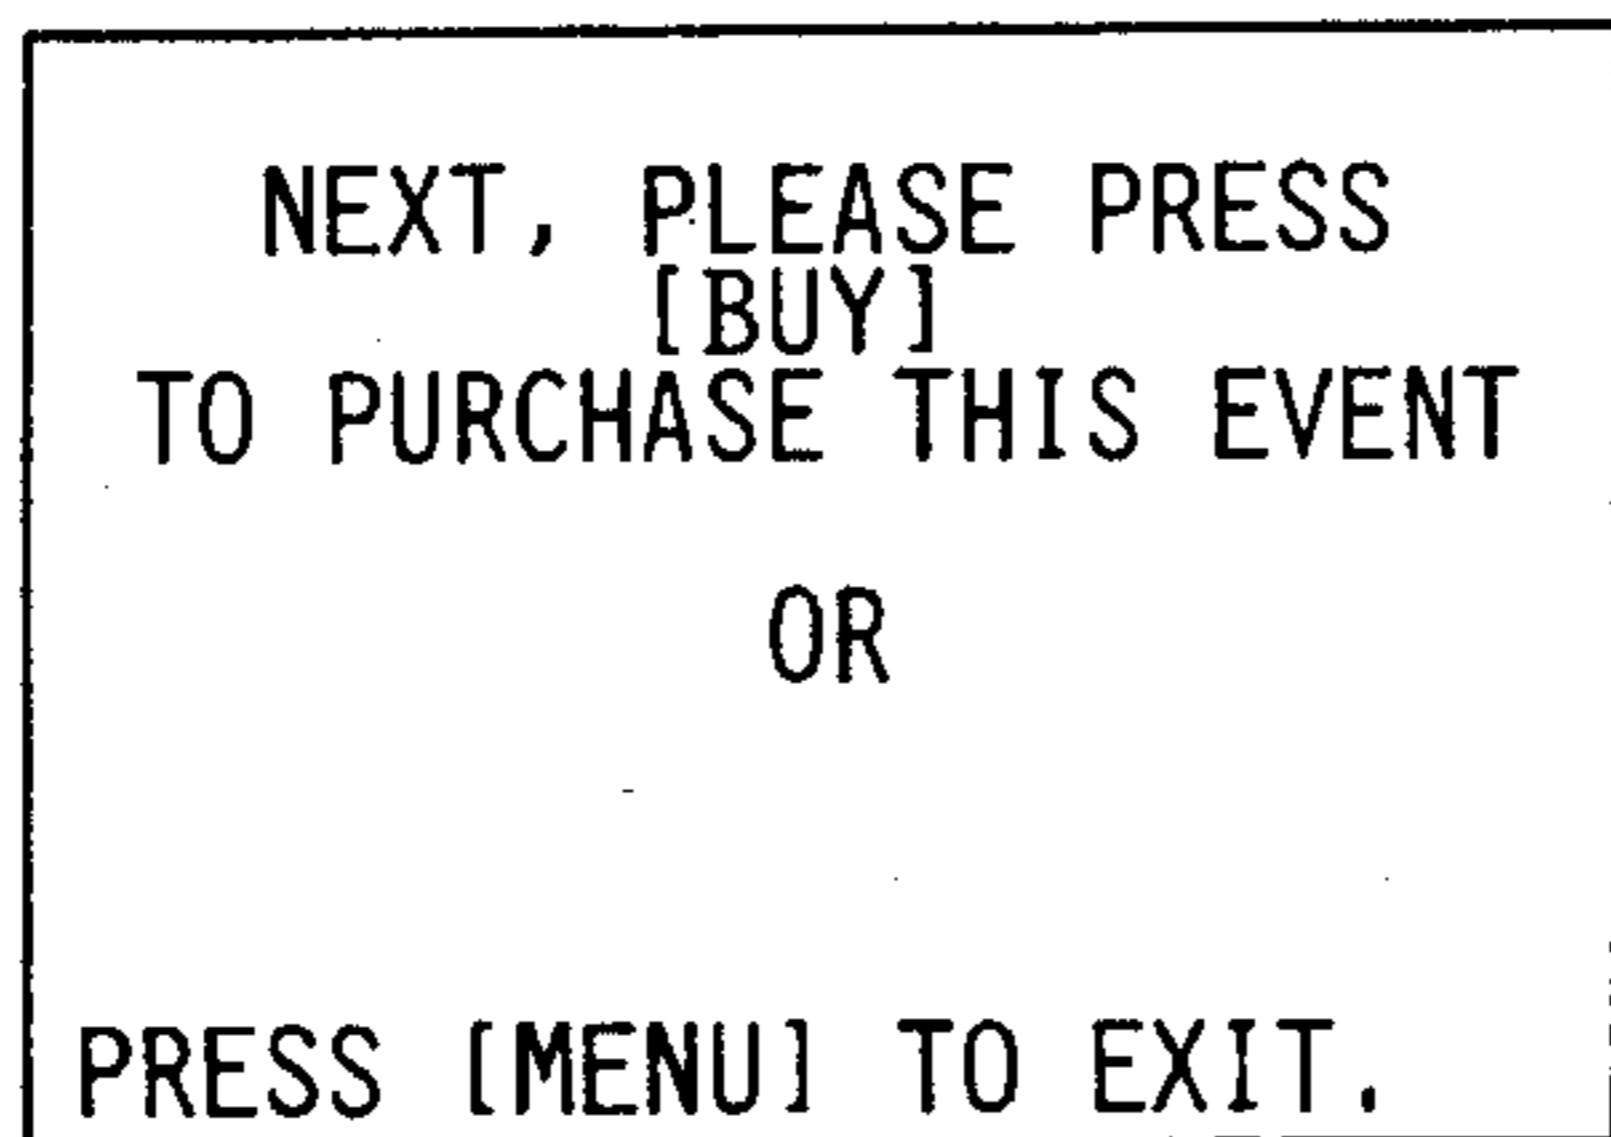 NEXT, PLEASE PRESS
[BUY]
TO PURCHASE THIS EVENT
OR
PRESS [MENU] TO EXIT.